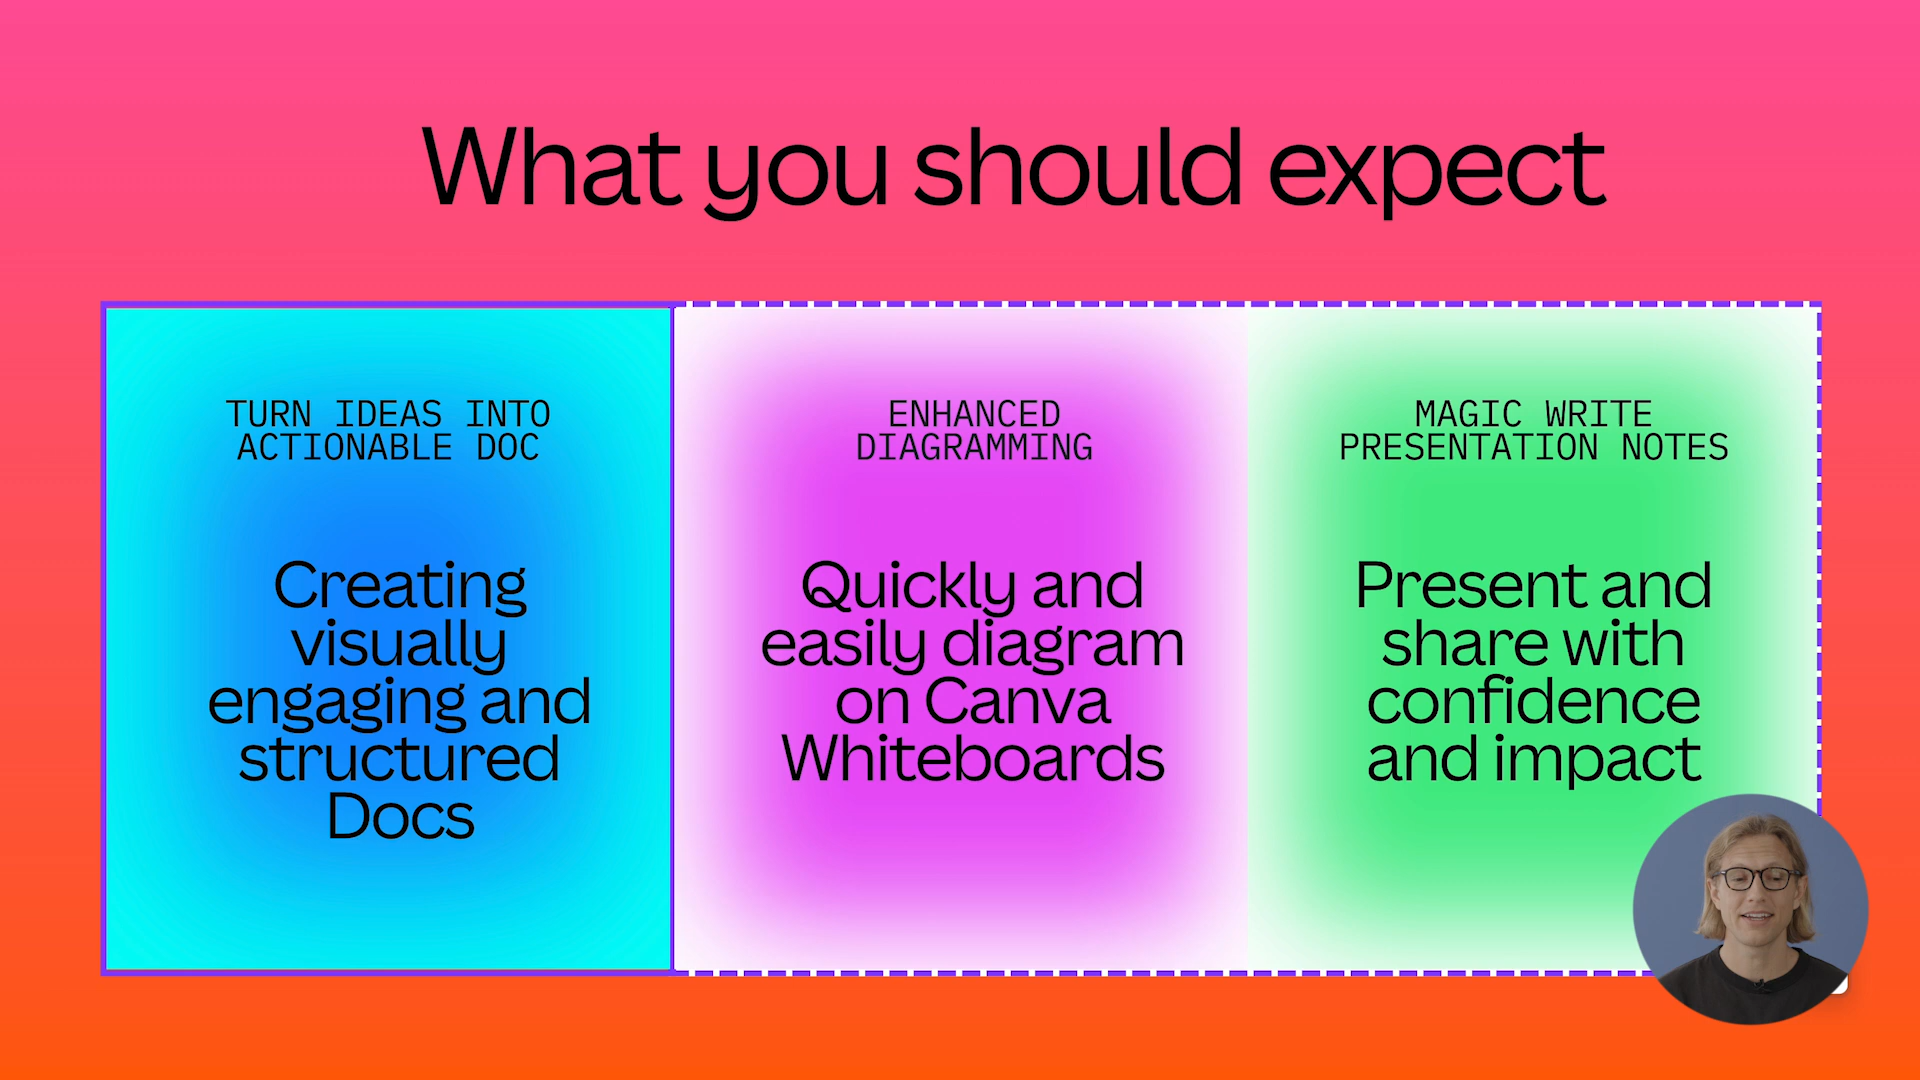 What you should expect
TURN IDEAS INTO
ACTIONABLE DOC
Creating
visually
engaging and
structured
Docs
ENHANCED
DIAGRAMMING
Quickly and
easily diagram
on Canva
Whiteboards
MAGIC WRITE
PRESENTATION NOTES
Present and
share with
confidence
and impact